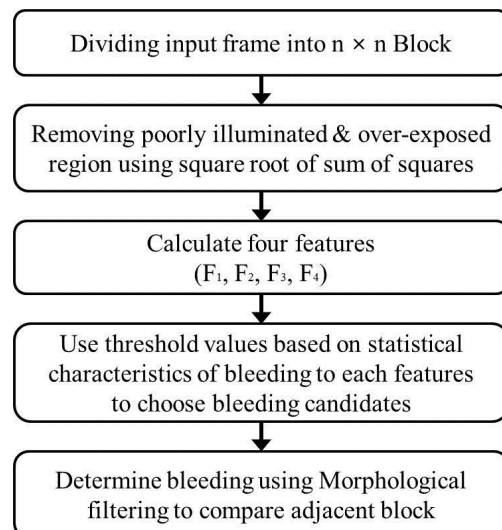 Dividing input frame into n × n Block
Removing poorly illuminated & over-exposed
region using square root of sum of squares
Calculate four features
(F₁, F₂, F₃, F₄)
Use threshold values based on statistical
characteristics of bleeding to each features
to choose bleeding candidates
Determine bleeding using Morphological
filtering to compare adjacent block